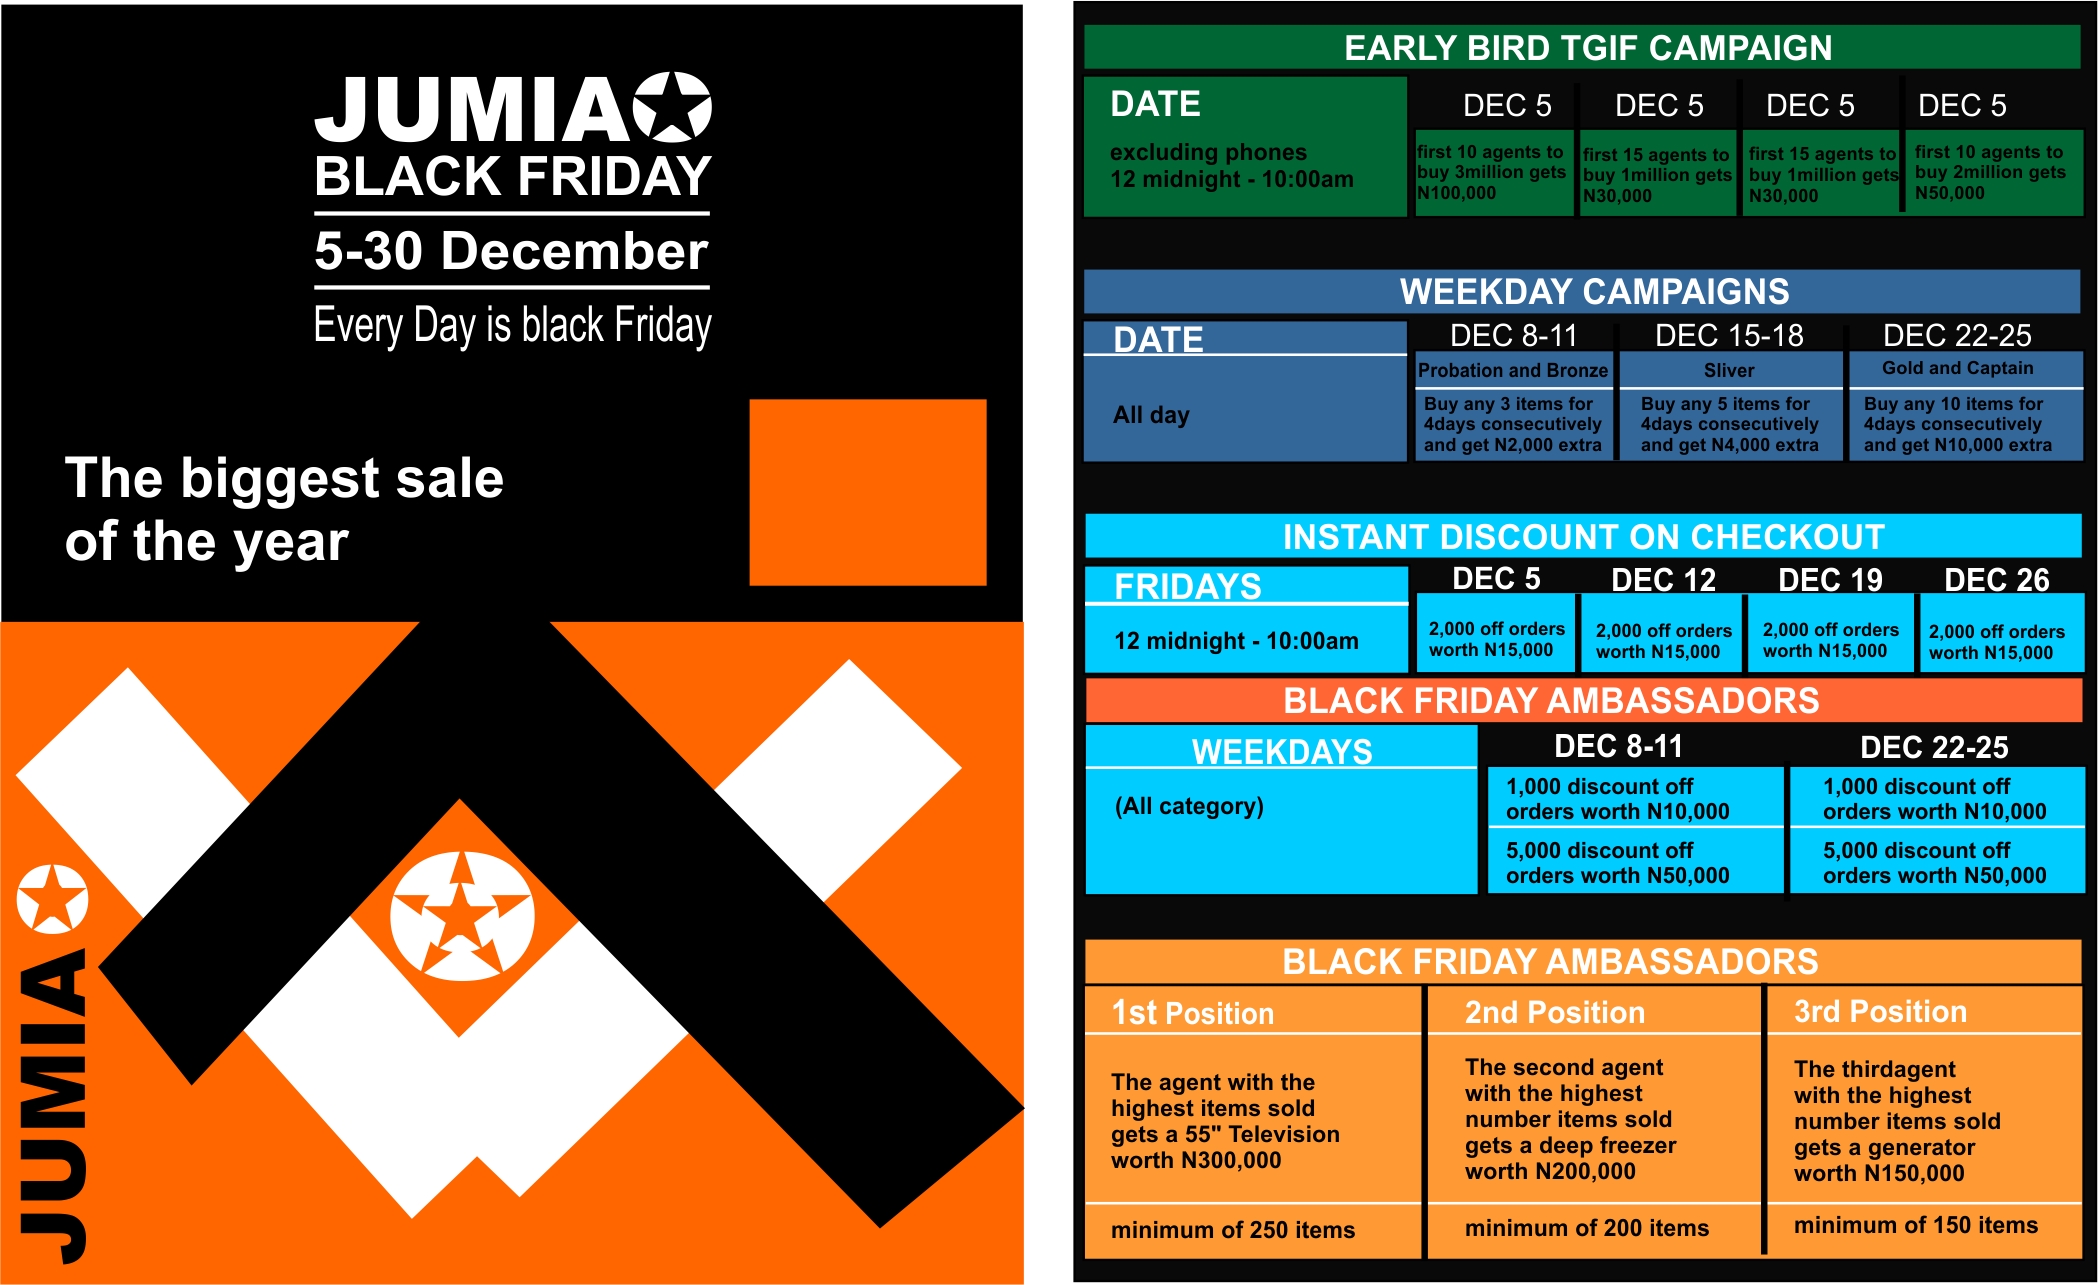 JUMIA
BLACK FRIDAY
5-30 December
Every Day is black Friday
The biggest sale
of the year
JUMIA
EARLY BIRD TGIF CAMPAIGN
DATE
excluding phones
12 midnight - 10:00am
DEC 5
first 10 agents to
buy 3million gets
N100,000
DEC 5
first 15 agents to
buy 1million gets
N30,000
DEC 5
first 15 agents to
buy 1million gets
N30,000
DEC 5
first 10 agents to
buy 2million gets
N50,000
WEEKDAY CAMPAIGNS
DATE
All day
DEC 8-11
Probation and Bronze
Buy any 3 items for
4days consecutively
and get N2,000 extra
DEC 15-18
Sliver
Buy any 5 items for
4days consecutively
and get N4,000 extra
DEC 22-25
Gold and Captain
Buy any 10 items for
4days consecutively
and get N10,000 extra
INSTANT DISCOUNT ON CHECKOUT
FRIDAYS
12 midnight - 10:00am
DEC 5
2,000 off orders
worth N15,000
DEC 12
2,000 off orders
worth N15,000
DEC 19
2,000 off orders
worth N15,000
DEC 26
2,000 off orders
worth N15,000
BLACK FRIDAY AMBASSADORS
WEEKDAYS
(All category)
DEC 8-11
1,000 discount off
orders worth N10,000
5,000 discount off
orders worth N50,000
DEC 22-25
1,000 discount off
orders worth N10,000
5,000 discount off
orders worth N50,000
BLACK FRIDAY AMBASSADORS
1st Position
The agent with the
highest items sold
gets a 55" Television
worth N300,000
minimum of 250 items
2nd Position
The second agent
with the highest
number items sold
gets a deep freezer
worth N200,000
minimum of 200 items
3rd Position
The thirdagent
with the highest
number items sold
gets a generator
worth N150,000
minimum of 150 items